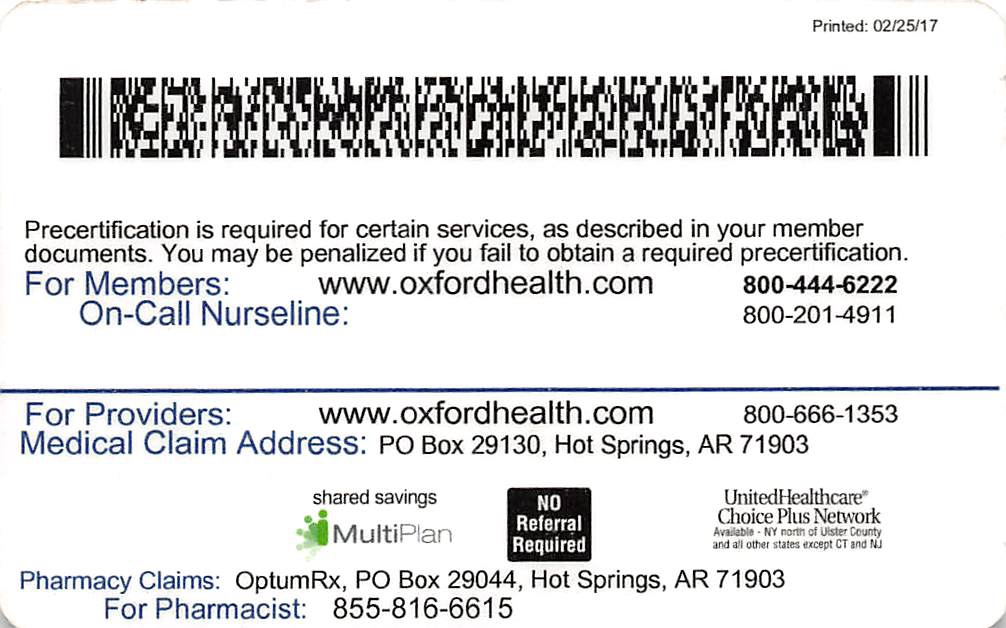 Printed: 02/25/17
Precertification is required for certain services, as described in your member
documents. You may be penalized if you fail to obtain a required precertification.
For Members: www.oxfordhealth.com 800-444-6222
On-Call Nurseline: 800-201-4911
For Providers: www.oxfordhealth.com 800-666-1353
Medical Claim Address: PO Box 29130, Hot Springs, AR 71903
shared savings
MultiPlan
NO
Referral
Required
UnitedHealthcare®
Choice Plus Network
Available - NY north of Ulster County
and all other states except CT and NJ
Pharmacy Claims: OptumRx, PO Box 29044, Hot Springs, AR 71903
For Pharmacist: 855-816-6615